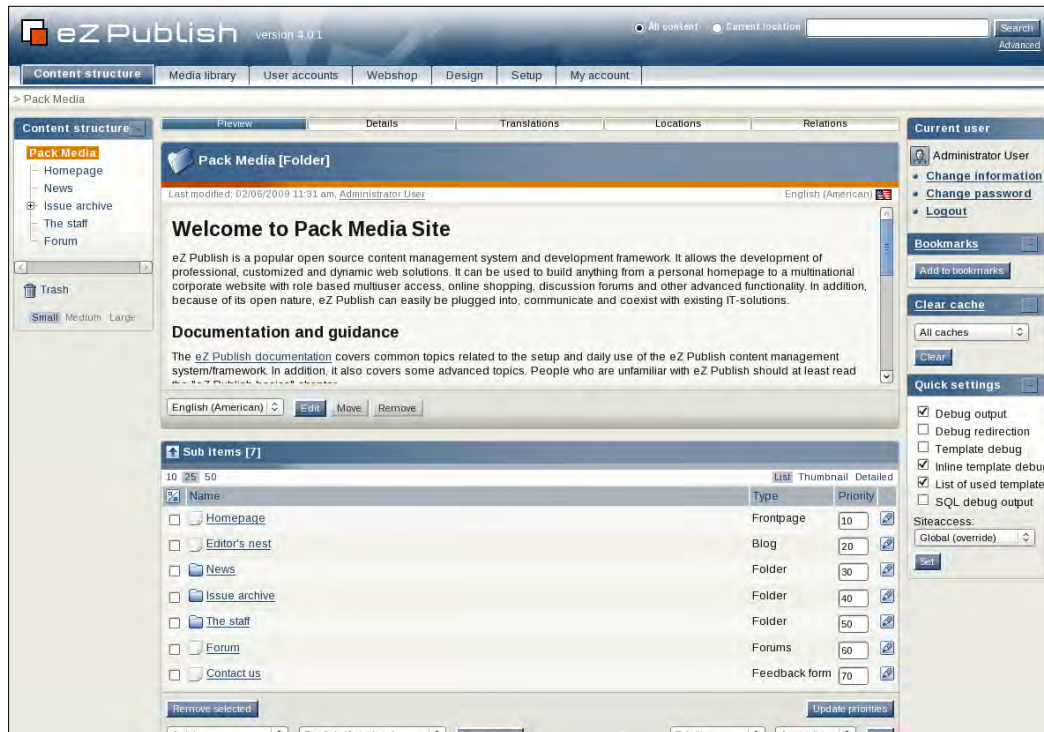 eZ Publish version 4.0.1
All content Current location Search
Advanced
Content structure Media library User accounts Webshop Design Setup My account
> Pack Media
Content structure -
Pack Media
Homepage
News
Issue archive
The staff
Forum
Trash
Small Medium Large
Preview Details Translations Locations Relations
Pack Media [Folder]
Last modified: 02/06/2009 11:31 am, Administrator User English (American)
Welcome to Pack Media Site
eZ Publish is a popular open source content management system and development framework. It allows the development of
professional, customized and dynamic web solutions. It can be used to build anything from a personal homepage to a multinational
corporate website with role based multiuser access, online shopping, discussion forums and other advanced functionality. In addition,
because of its open nature, eZ Publish can easily be plugged into, communicate and coexist with existing IT-solutions.
Documentation and guidance
The eZ Publish documentation covers common topics related to the setup and daily use of the eZ Publish content management
system/framework. In addition, it also covers some advanced topics. People who are unfamiliar with eZ Publish should at least read
the "eZ Publish basics" chapter.
English (American) Edit Move Remove
Sub items [7]
10 25 50 List Thumbnail Detailed
Name Type Priority
Homepage Frontpage 10
Editor's nest Blog 20
News Folder 30
Issue archive Folder 40
The staff Folder 50
Forum Forums 60
Contact us Feedback form 70
Remove selected Update priorities
Current user
Administrator User
Change information
Change password
Logout
Bookmarks -
Add to bookmarks
Clear cache -
All caches
Clear
Quick settings -
Debug output
Debug redirection
Template debug
Inline template debug
List of used template
SQL debug output
Siteaccess:
Global (override)
Set